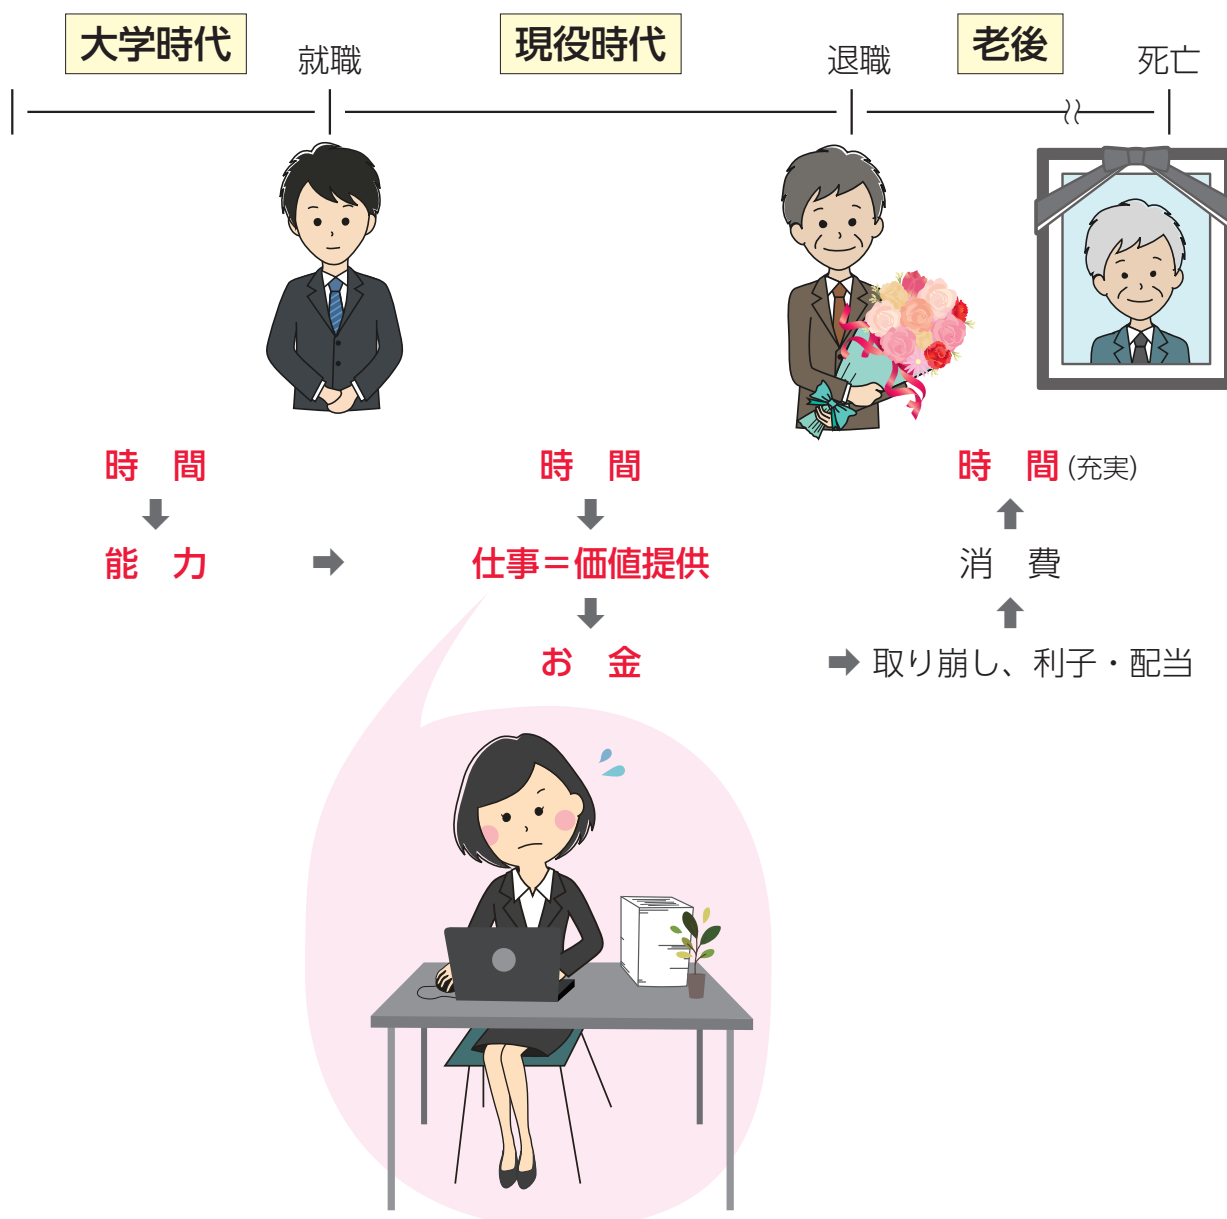 大学時代 就職 現役時代 退職 老後 死亡
時 間 時 間 時 間(充実)
能 力 仕事=価値提供 消 費
お 金 取り崩し、利子・配当